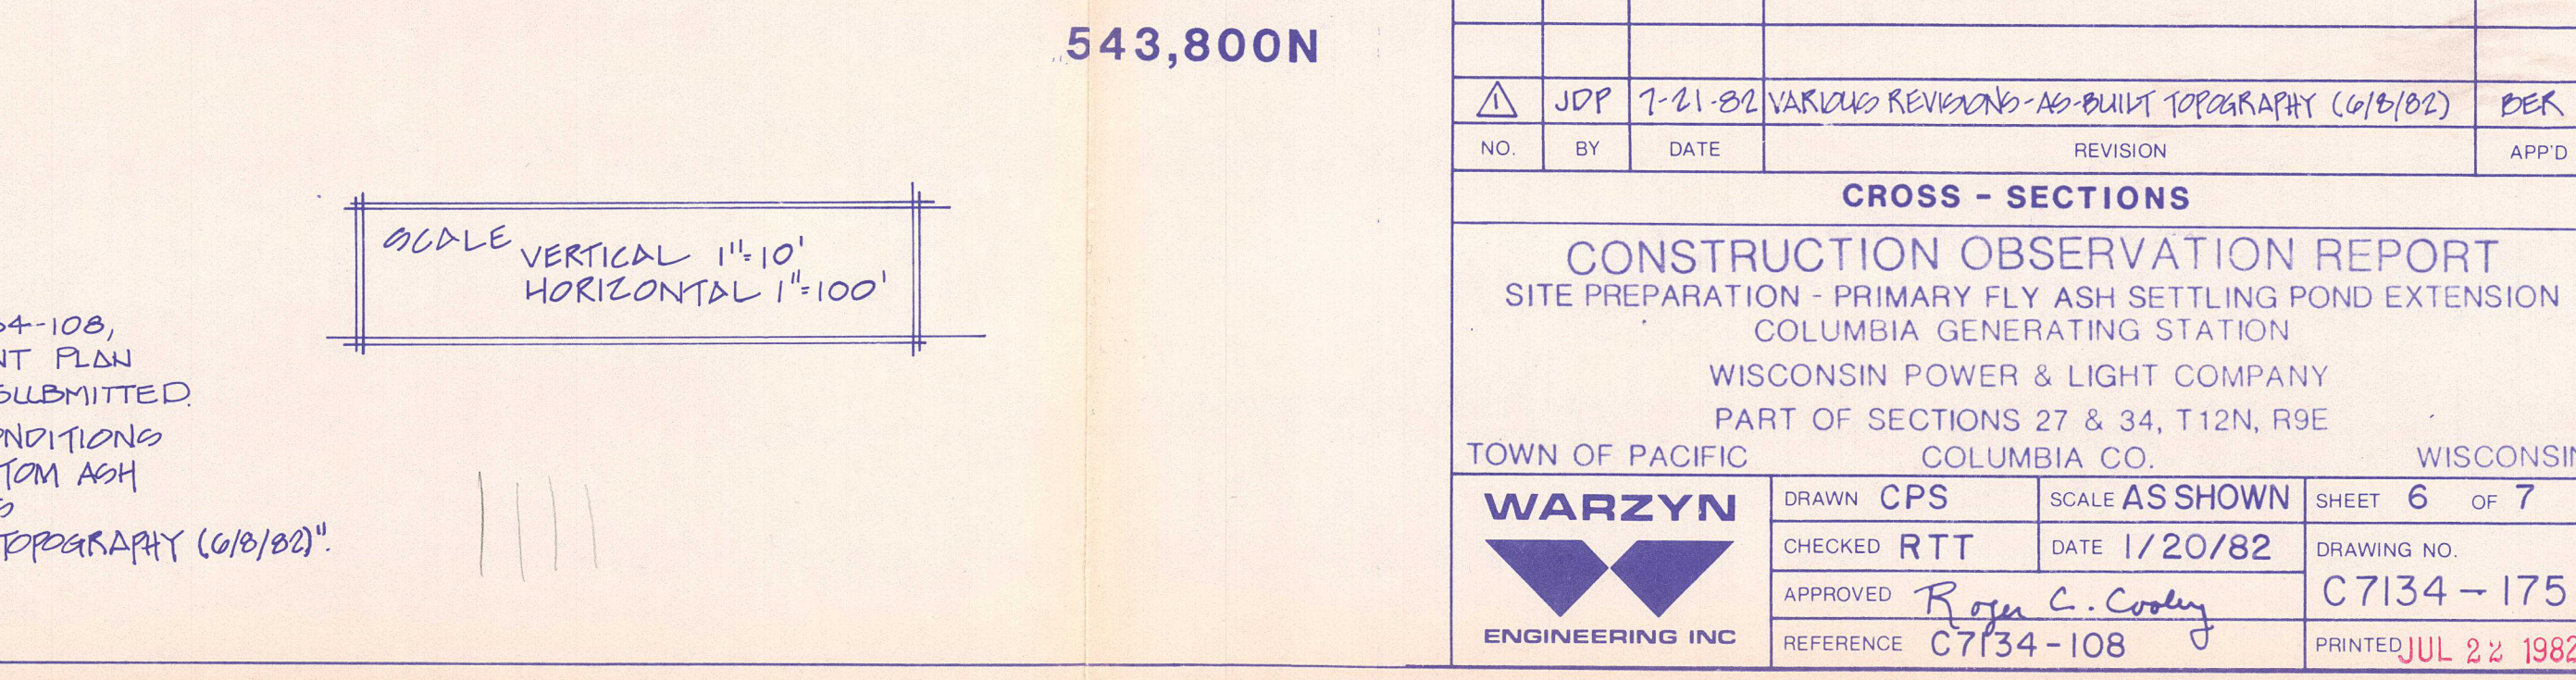 543,800N
SCALE VERTICAL 1"=10'
HORIZONTAL 1"=100'
54-108,
NT PLAN
SUBMITTED.
ONDITIONS
TOM ASH
S
TOPOGRAPHY (6/8/82)".
1 JDP 7-21-82 VARIOUS REVISIONS-AS-BUILT TOPOGRAPHY (6/8/82) BER
NO. BY DATE REVISION APP'D
CROSS - SECTIONS
CONSTRUCTION OBSERVATION REPORT
SITE PREPARATION - PRIMARY FLY ASH SETTLING POND EXTENSION
COLUMBIA GENERATING STATION
WISCONSIN POWER & LIGHT COMPANY
PART OF SECTIONS 27 & 34, T12N, R9E
TOWN OF PACIFIC COLUMBIA CO. WISCONSIN
WARZYN
ENGINEERING INC
DRAWN CPS SCALE AS SHOWN SHEET 6 OF 7
CHECKED RTT DATE 1/20/82 DRAWING NO.
C7134-175
APPROVED Roger C. Cooley
REFERENCE C7134-108 PRINTED JUL 22 1982